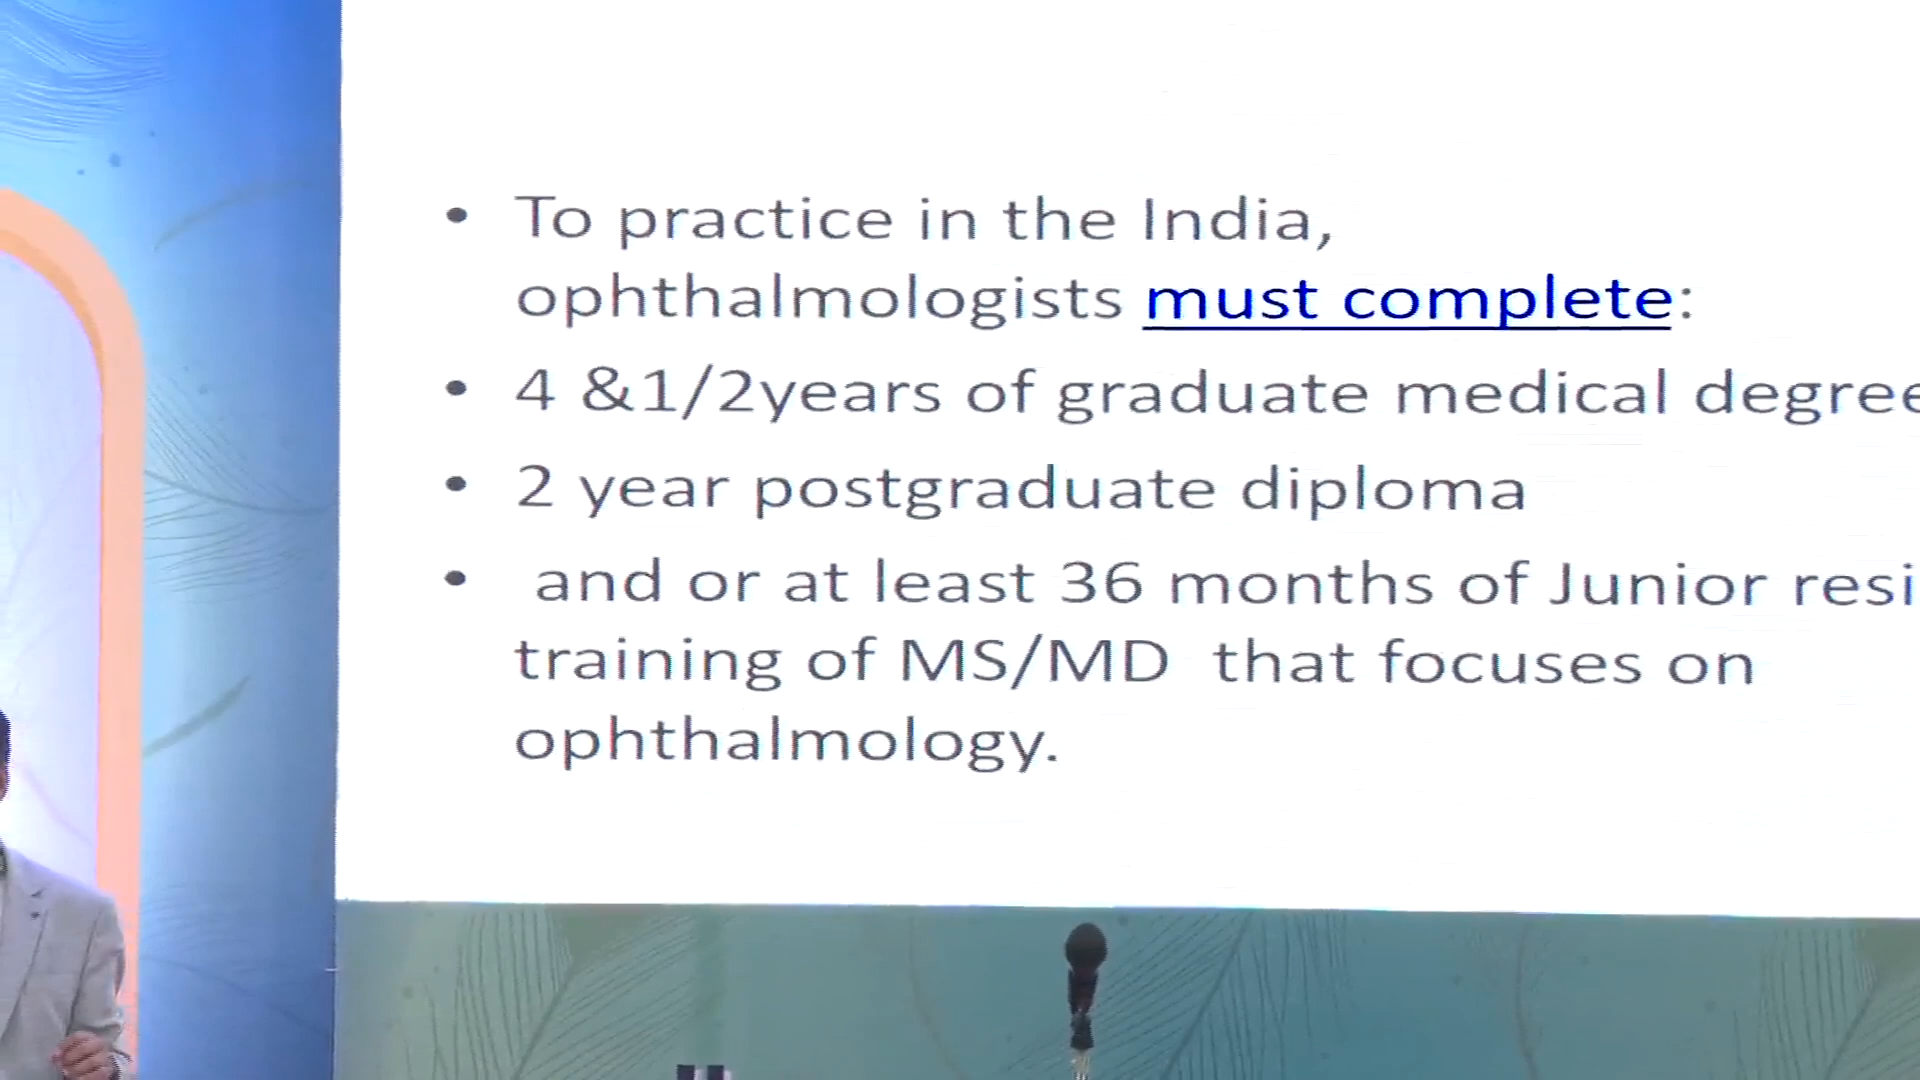 • To practice in the India,
ophthalmologists must complete:
• 4 &1/2years of graduate medical degree
• 2 year postgraduate diploma
• and or at least 36 months of Junior
training of MS/MD that focuses on
ophthalmology.